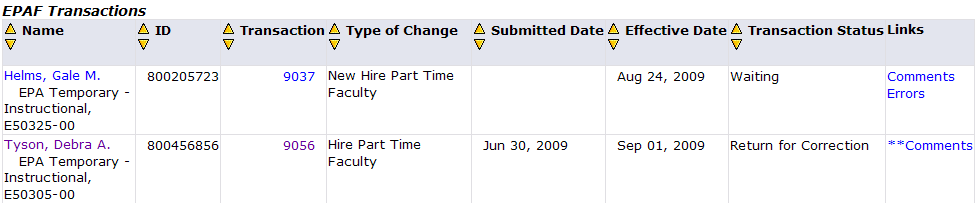 EPAF Transactions
Name ID Transaction Type of Change Submitted Date Effective Date Transaction Status Links
Helms, Gale M. 800205723 9037 New Hire Part Time Aug 24, 2009 Waiting Comments
EPA Temporary - Faculty Errors
Instructional,
E50325-00
Tyson, Debra A. 800456856 9056 Hire Part Time Jun 30, 2009 Sep 01, 2009 Return for Correction **Comments
EPA Temporary - Faculty
Instructional,
E50305-00